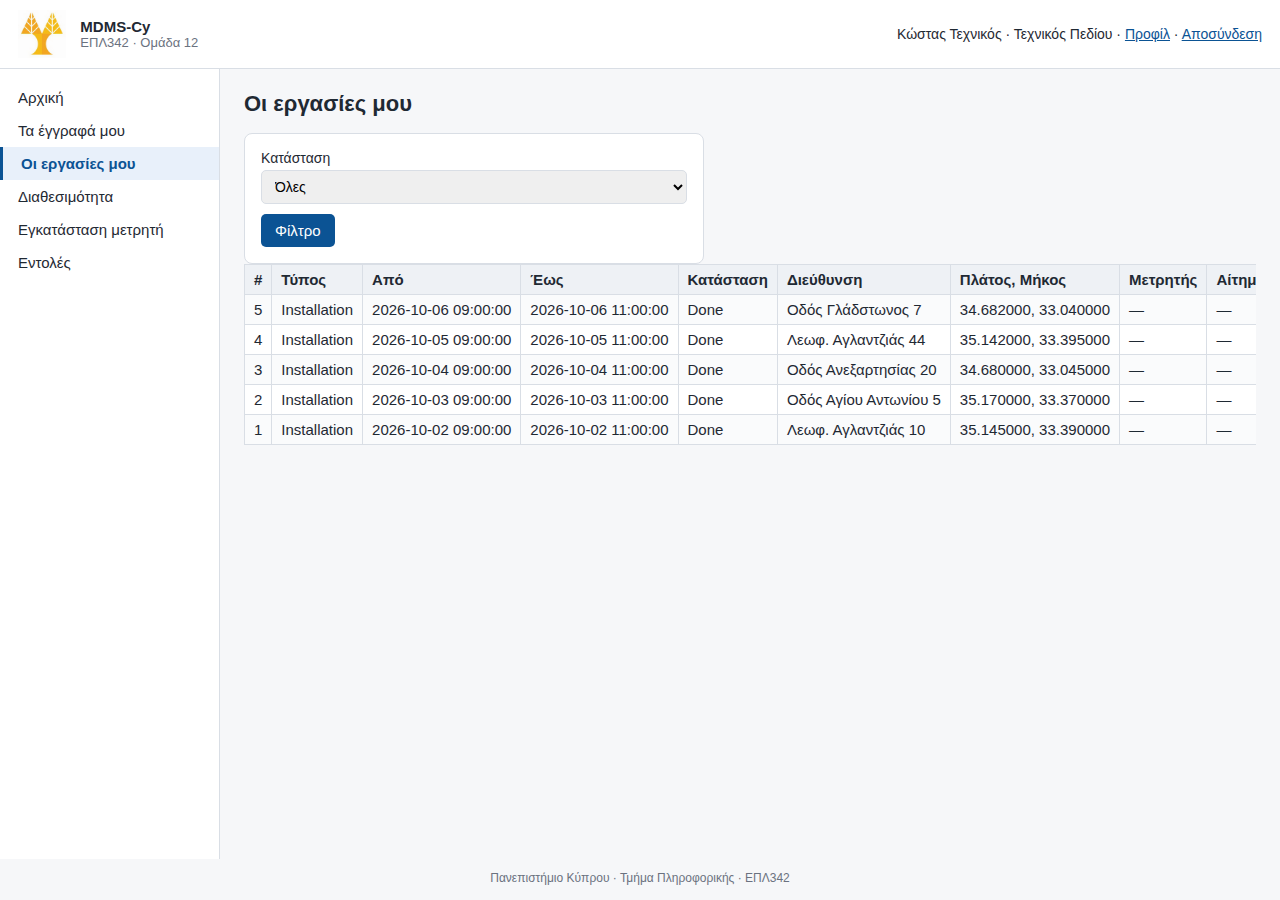 MDMS-Cy
ΕΠΛ342 · Ομάδα 12
Κώστας Τεχνικός · Τεχνικός Πεδίου · Προφίλ · Αποσύνδεση
Αρχική
Τα έγγραφά μου
Οι εργασίες μου
Διαθεσιμότητα
Εγκατάσταση μετρητή
Εντολές
Οι εργασίες μου
Κατάσταση
Όλες
Φίλτρο
# Τύπος Από Έως Κατάσταση Διεύθυνση Πλάτος, Μήκος Μετρητής Αίτημ
5 Installation 2026-10-06 09:00:00 2026-10-06 11:00:00 Done Οδός Γλάδστωνος 7 34.682000, 33.040000 — —
4 Installation 2026-10-05 09:00:00 2026-10-05 11:00:00 Done Λεωφ. Αγλαντζιάς 44 35.142000, 33.395000 — —
3 Installation 2026-10-04 09:00:00 2026-10-04 11:00:00 Done Οδός Ανεξαρτησίας 20 34.680000, 33.045000 — —
2 Installation 2026-10-03 09:00:00 2026-10-03 11:00:00 Done Οδός Αγίου Αντωνίου 5 35.170000, 33.370000 — —
1 Installation 2026-10-02 09:00:00 2026-10-02 11:00:00 Done Λεωφ. Αγλαντζιάς 10 35.145000, 33.390000 — —
Πανεπιστήμιο Κύπρου · Τμήμα Πληροφορικής · ΕΠΛ342